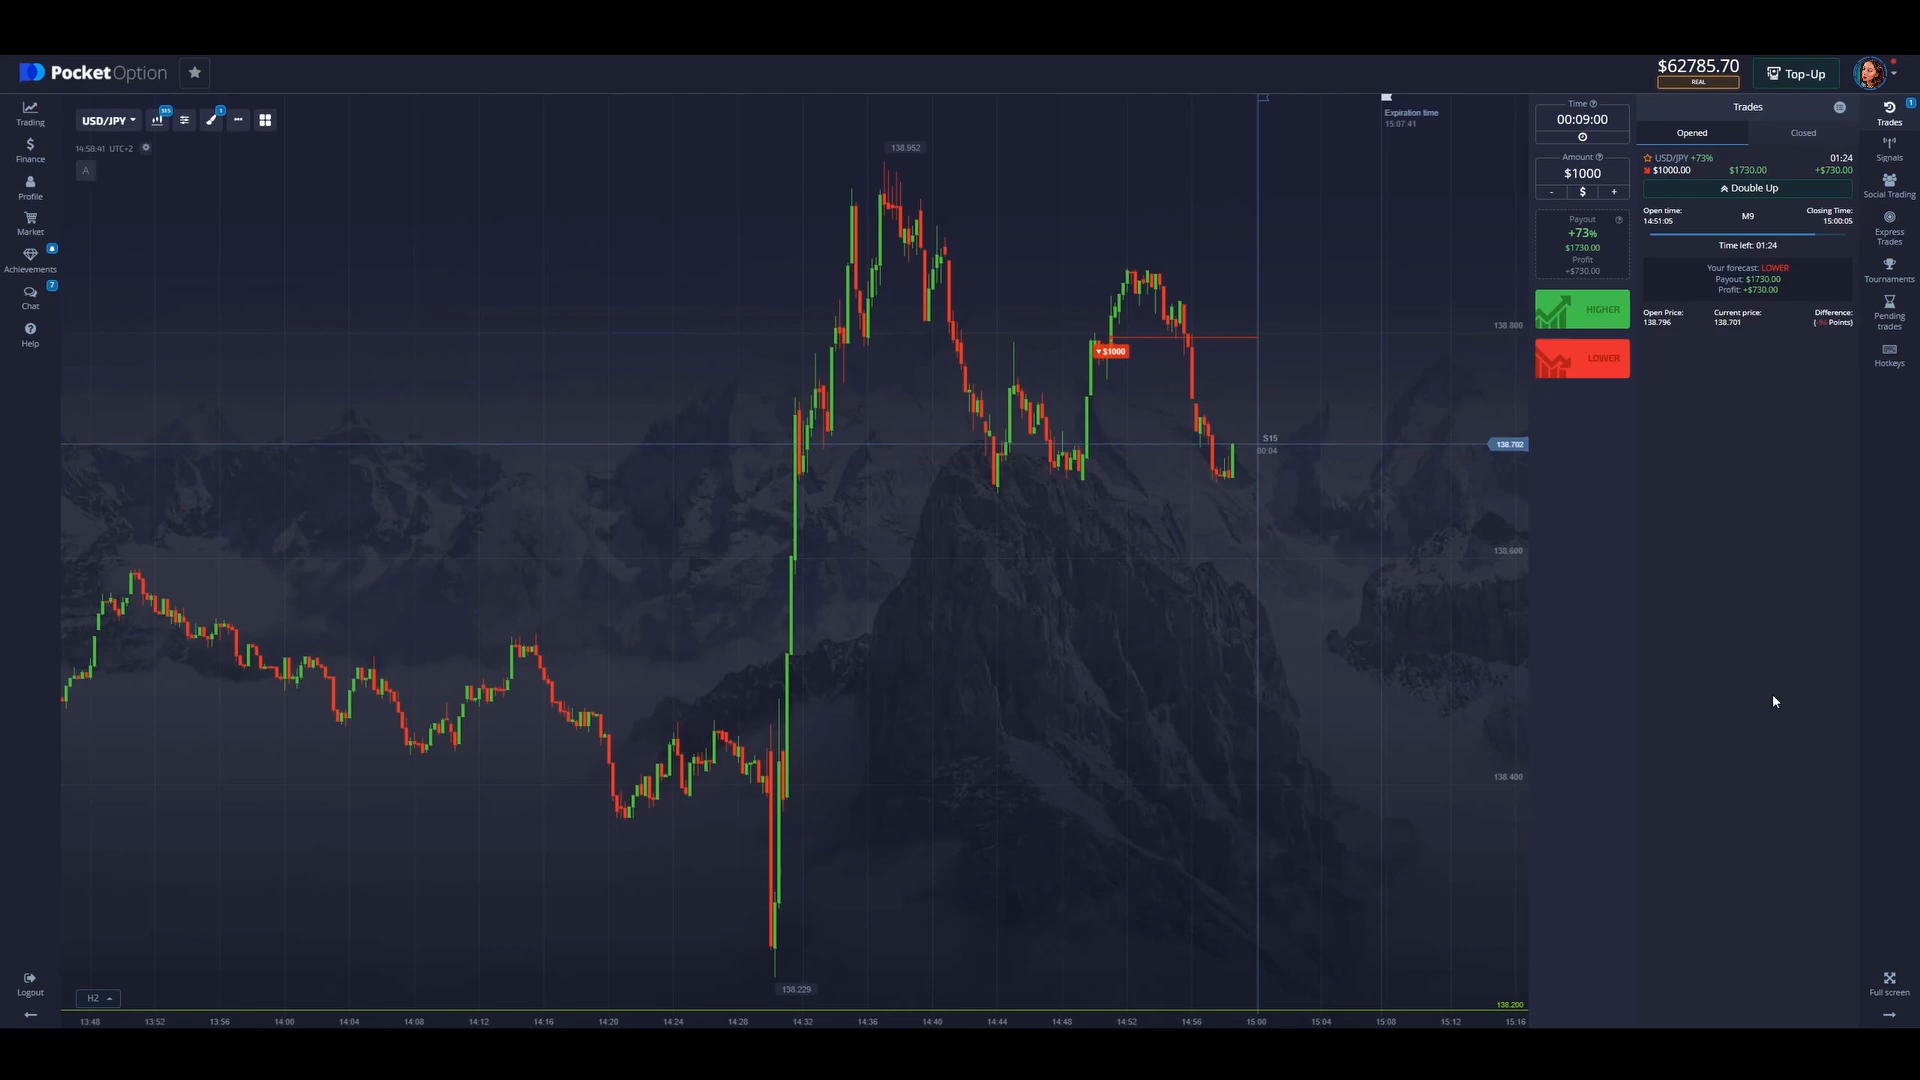 PocketOption
$62785.70
REAL
Top-Up
Trading
Finance
Profile
Market
Achievements
Chat
7
Help
Logout
USD/JPY
1
14:58:41 UTC+2
A
138.952
Expiration time
15:07:41
138.800
$1000
S15
00:04
138.702
138.600
138.400
138.229
138.200
H2
13:48 13:52 13:56 14:00 14:04 14:08 14:12 14:16 14:20 14:24 14:28 14:32 14:36 14:40 14:44 14:48 14:52 14:56 15:00 15:04 15:08 15:12 15:16
Time
00:09:00
Amount
$1000
- $ +
Payout
+73%
$1730.00
Profit
+$730.00
HIGHER
LOWER
Trades
Opened Closed
USD/JPY +73% 01:24
$1000.00 $1730.00 +$730.00
Double Up
Open time: Closing Time:
14:51:05 M9 15:00:05
Time left: 01:24
Your forecast: LOWER
Payout: $1730.00
Profit: +$730.00
Open Price: Current price: Difference:
138.796 138.701 Points)
1
Trades
Signals
Social Trading
Express
Trades
Tournaments
Pending
trades
Hotkeys
Full screen